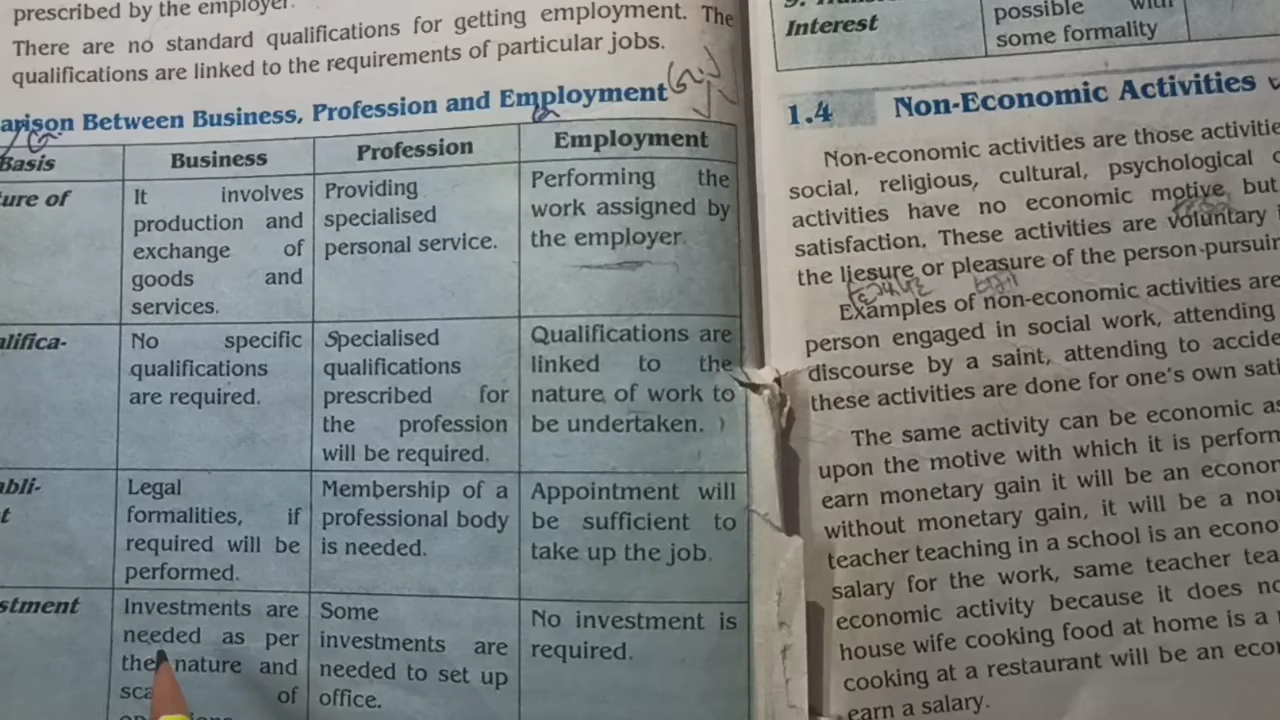 prescribed by the employer.
There are no standard qualifications for getting employment. The
qualifications are linked to the requirements of particular jobs.
arison Between Business, Profession and Employment
Basis
Business
Profession
Employment
ure of
It involves
production and
exchange of
goods and
services.
Providing
specialised
personal service.
Performing the
work assigned by
the employer.
alifica-
No specific
qualifications
are required.
Specialised
qualifications
prescribed for
the profession
will be required.
Qualifications are
linked to the
nature of work to
be undertaken.
abli-
t
Legal
formalities, if
required will be
performed.
Membership of a
professional body
is needed.
Appointment will
be sufficient to
take up the job.
stment
Investments are
needed as per
the nature and
sca of
Some
investments are
needed to set up
office.
No investment is
required.
Interest
possible with
some formality
1.4 Non-Economic Activities
Non-economic activities are those activitie
social, religious, cultural, psychological
activities have no economic motive but
satisfaction. These activities are voluntary
the liesure or pleasure of the person pursuin
Examples of non-economic activities are
person engaged in social work, attending
discourse by a saint, attending to accide
these activities are done for one's own sati
The same activity can be economic as
upon the motive with which it is perform
earn monetary gain it will be an econor
without monetary gain, it will be a nor
teacher teaching in a school is an econo
salary for the work, same teacher tea
economic activity because it does no
house wife cooking food at home is a
cooking at a restaurant will be an eco
earn a salary.